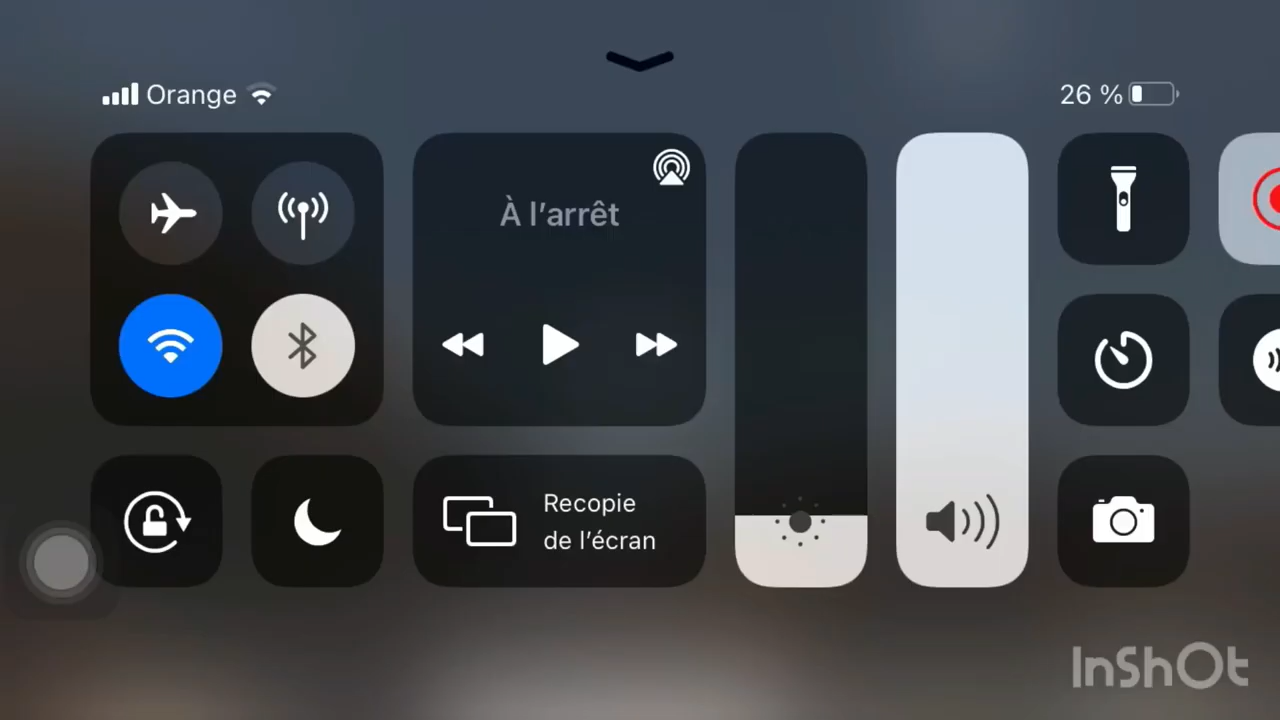 Orange
26 %
À l’arrêt
Recopie
de l’écran
InShOt